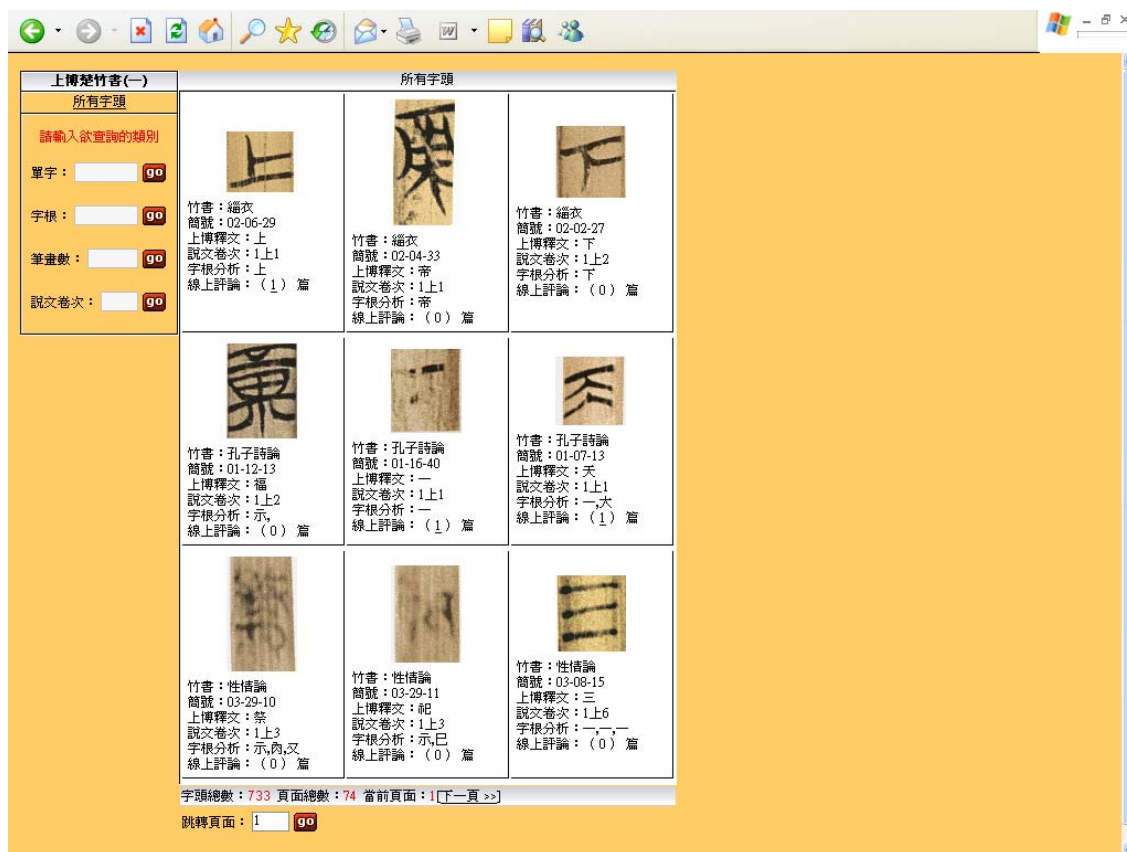 上博楚竹書(一)
所有字頭
請輸入欲查詢的類別
單字：
go
字根：
go
筆畫數：
go
說文卷次：
go
所有字頭
竹書：緇衣
簡號：02-06-29
上博釋文：上
說文卷次：1上1
字根分析：上
線上評論：（1） 篇
竹書：緇衣
簡號：02-04-33
上博釋文：帝
說文卷次：1上1
字根分析：帝
線上評論：（0） 篇
竹書：緇衣
簡號：02-02-27
上博釋文：下
說文卷次：1上2
字根分析：下
線上評論：（0） 篇
竹書：孔子詩論
簡號：01-12-13
上博釋文：福
說文卷次：1上2
字根分析：示,
線上評論：（0） 篇
竹書：孔子詩論
簡號：01-16-40
上博釋文：一
說文卷次：1上1
字根分析：一
線上評論：（1） 篇
竹書：孔子詩論
簡號：01-07-13
上博釋文：天
說文卷次：1上1
字根分析：一,大
線上評論：（1） 篇
竹書：性情論
簡號：03-29-10
上博釋文：祭
說文卷次：1上3
字根分析：示,肉,又
線上評論：（0） 篇
竹書：性情論
簡號：03-29-11
上博釋文：祀
說文卷次：1上3
字根分析：示,巳
線上評論：（0） 篇
竹書：性情論
簡號：03-08-15
上博釋文：三
說文卷次：1上6
字根分析：一,一,一
線上評論：（0） 篇
字頭總數：733 頁面總數：74 當前頁面：1[下一頁 >>]
跳轉頁面：1 go